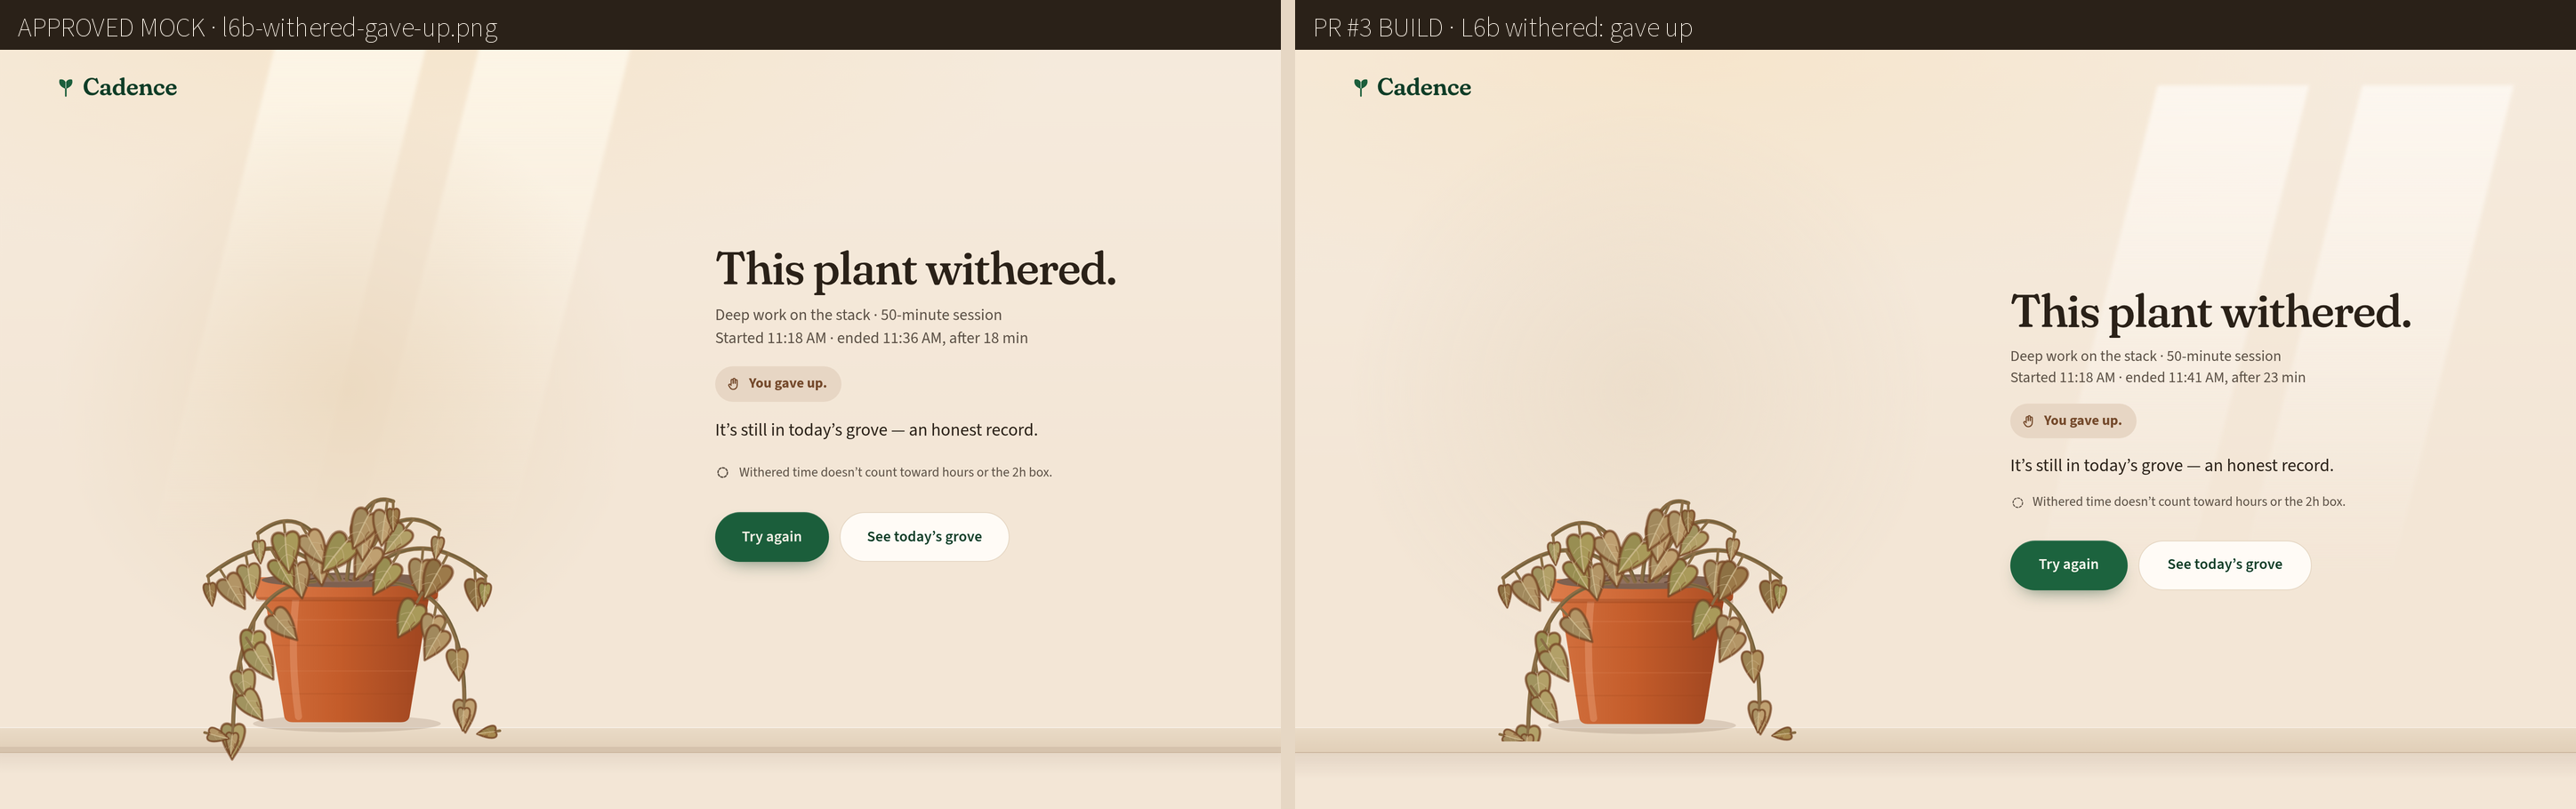 APPROVED MOCK · l6b-withered-gave-up.png
Cadence
This plant withered.
Deep work on the stack · 50-minute session
Started 11:18 AM · ended 11:36 AM, after 18 min
You gave up.
It’s still in today’s grove — an honest record.
Withered time doesn’t count toward hours or the 2h box.
Try again
See today’s grove
PR #3 BUILD · L6b withered: gave up
Cadence
This plant withered.
Deep work on the stack · 50-minute session
Started 11:18 AM · ended 11:41 AM, after 23 min
You gave up.
It’s still in today’s grove — an honest record.
Withered time doesn’t count toward hours or the 2h box.
Try again
See today’s grove